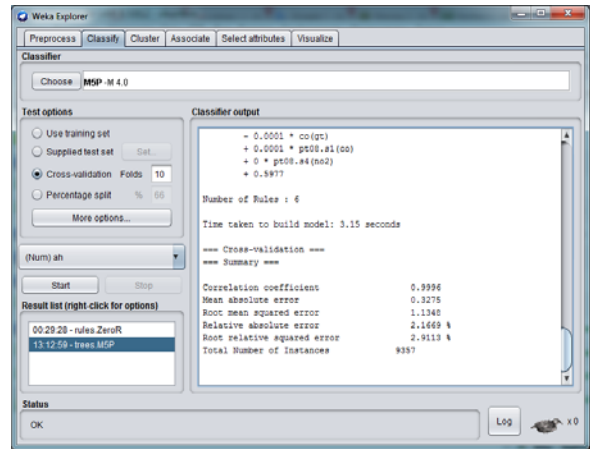 Weka Explorer
Preprocess Classify Cluster Associate Select attributes Visualize
Classifier
Choose M5P -M 4.0
Test options
Use training set
Supplied test set Set...
Cross-validation Folds 10
Percentage split % 66
More options...
(Num) ah
Start Stop
Result list (right-click for options)
00:29:28 - rules.ZeroR
13:12:59 - trees.M5P
Classifier output
- 0.0001 * co(gt)
+ 0.0001 * pt08.s1(co)
+ 0 * pt08.s4(no2)
+ 0.5977
Number of Rules : 6
Time taken to build model: 3.15 seconds
=== Cross-validation ===
=== Summary ===
Correlation coefficient 0.9996
Mean absolute error 0.3275
Root mean squared error 1.1348
Relative absolute error 2.1669 %
Root relative squared error 2.9113 %
Total Number of Instances 9357
Status
OK
Log
x 0